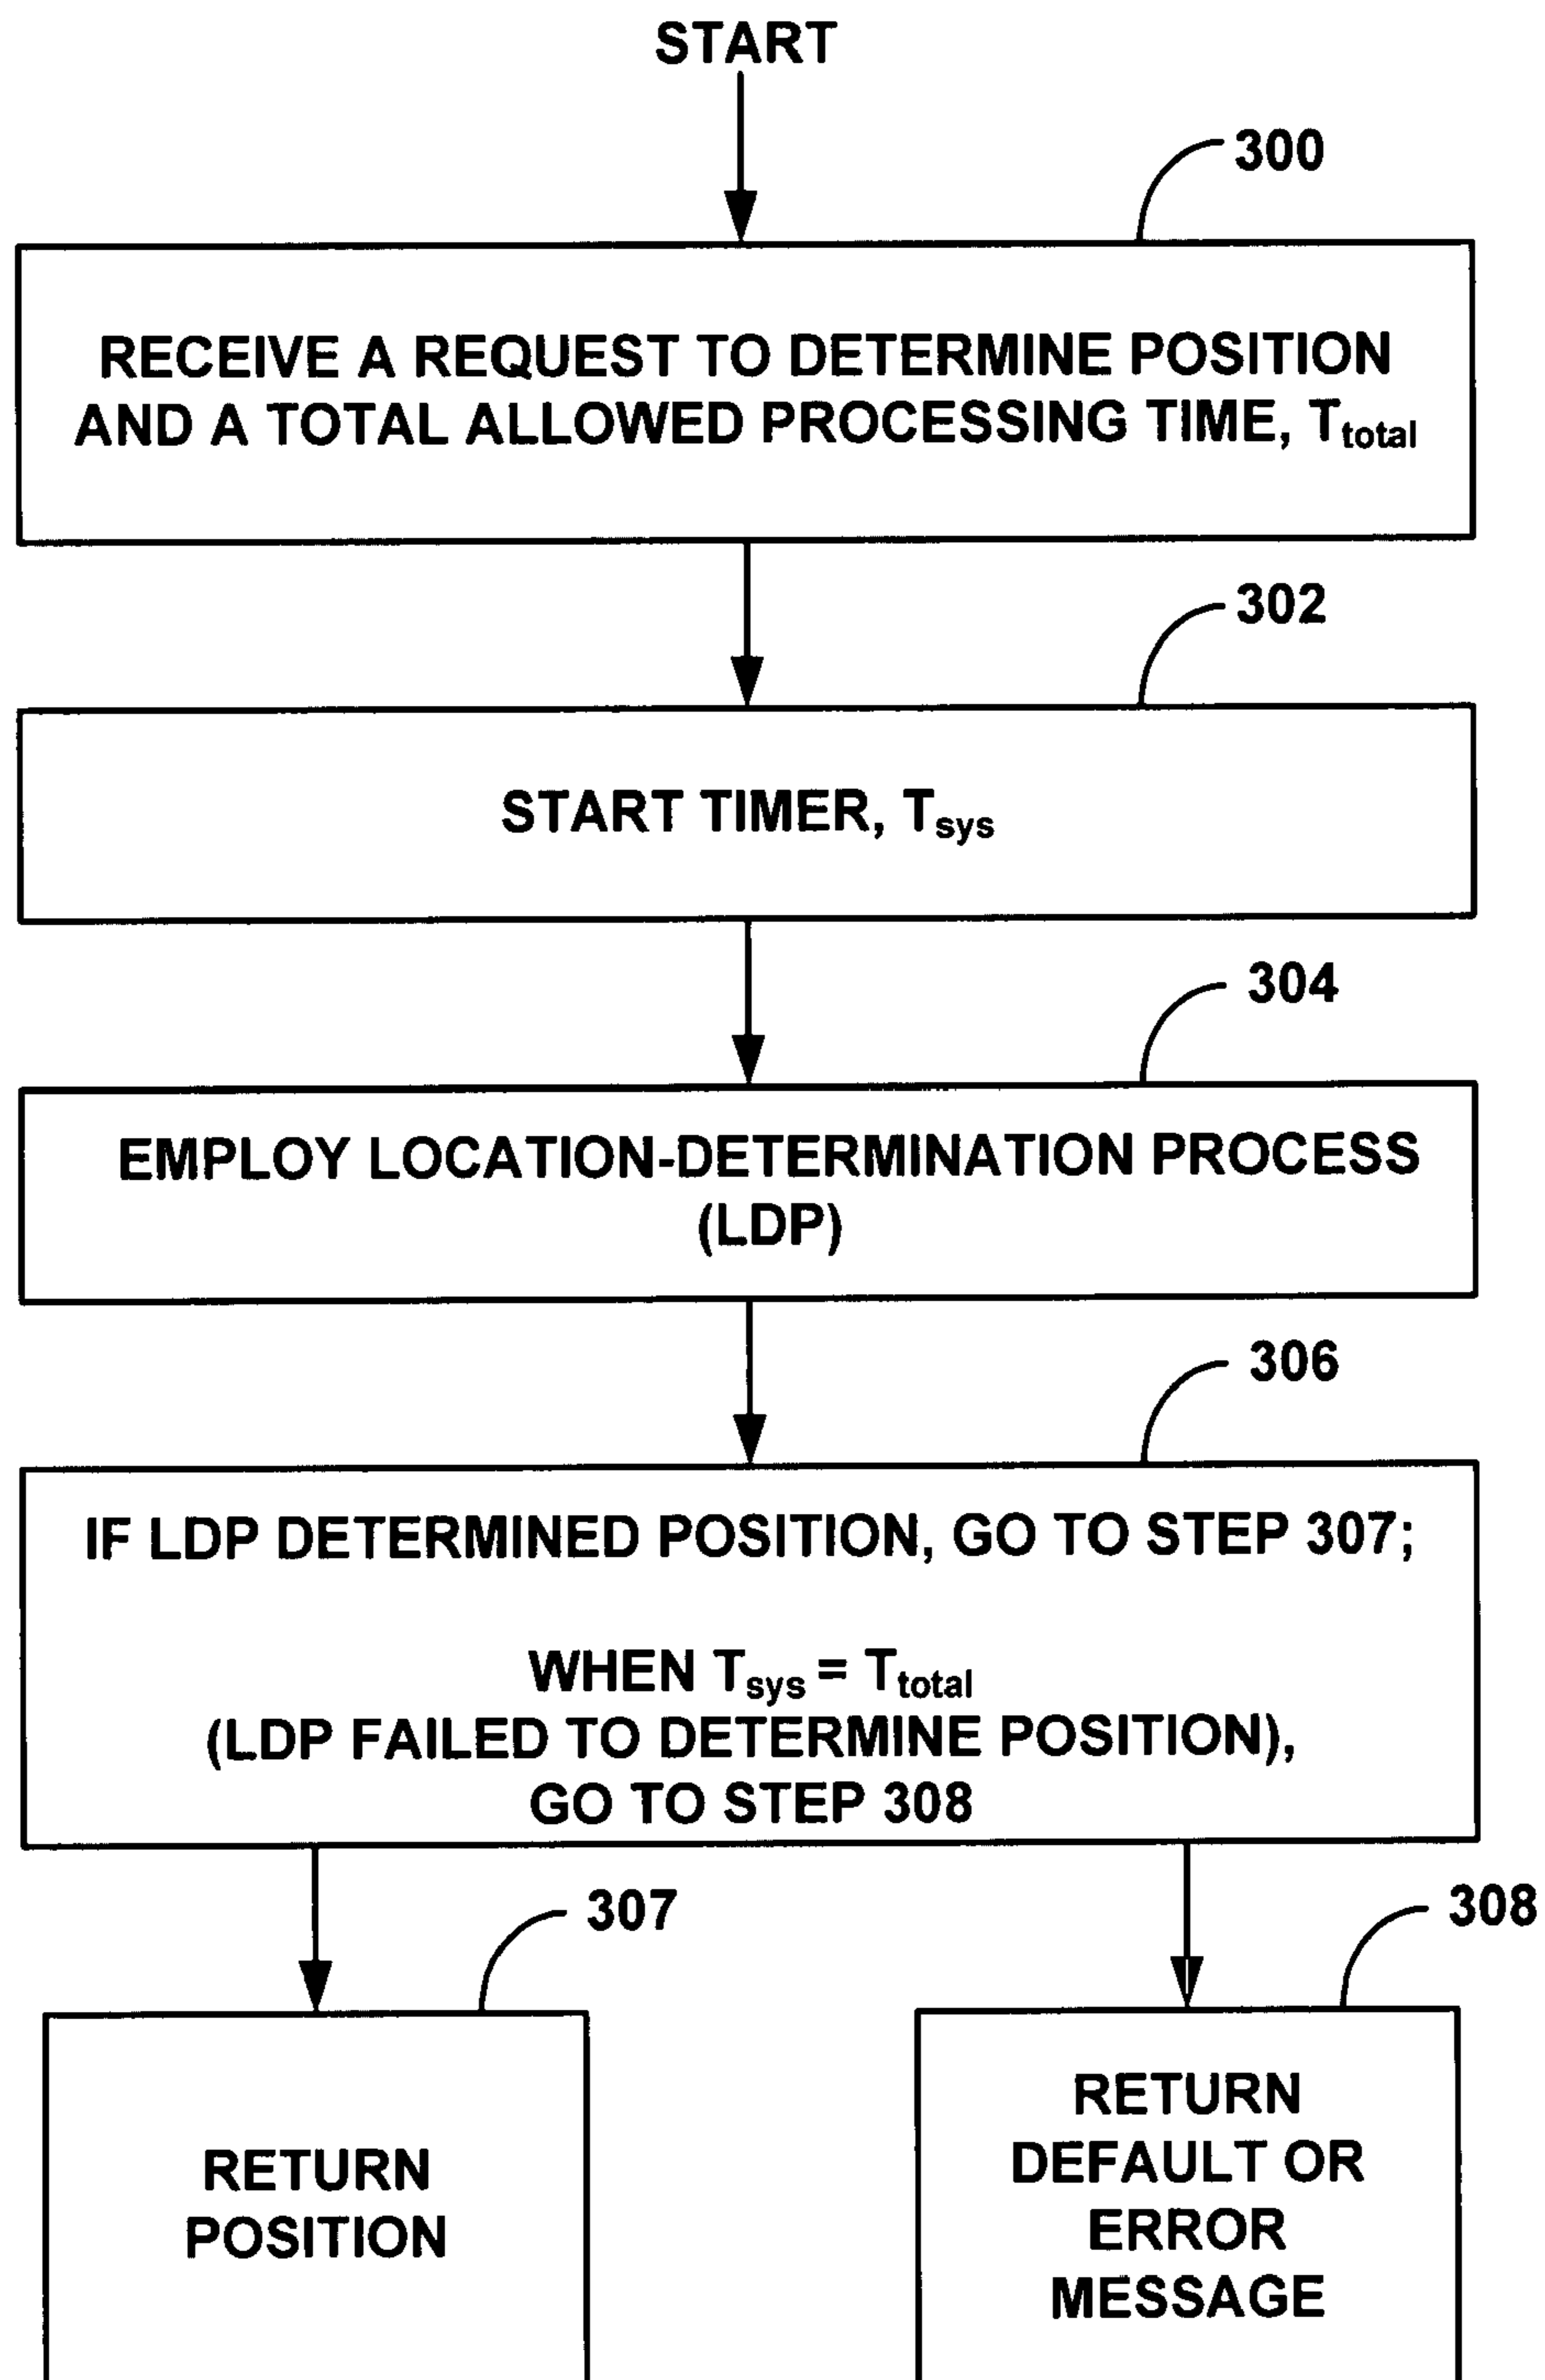 START
300
RECEIVE A REQUEST TO DETERMINE POSITION
AND A TOTAL ALLOWED PROCESSING TIME, Ttotal
302
START TIMER, Tsys
304
EMPLOY LOCATION-DETERMINATION PROCESS
(LDP)
306
IF LDP DETERMINED POSITION, GO TO STEP 307;
WHEN Tsys = Ttotal
(LDP FAILED TO DETERMINE POSITION),
GO TO STEP 308
307
RETURN
POSITION
308
RETURN
DEFAULT OR
ERROR
MESSAGE